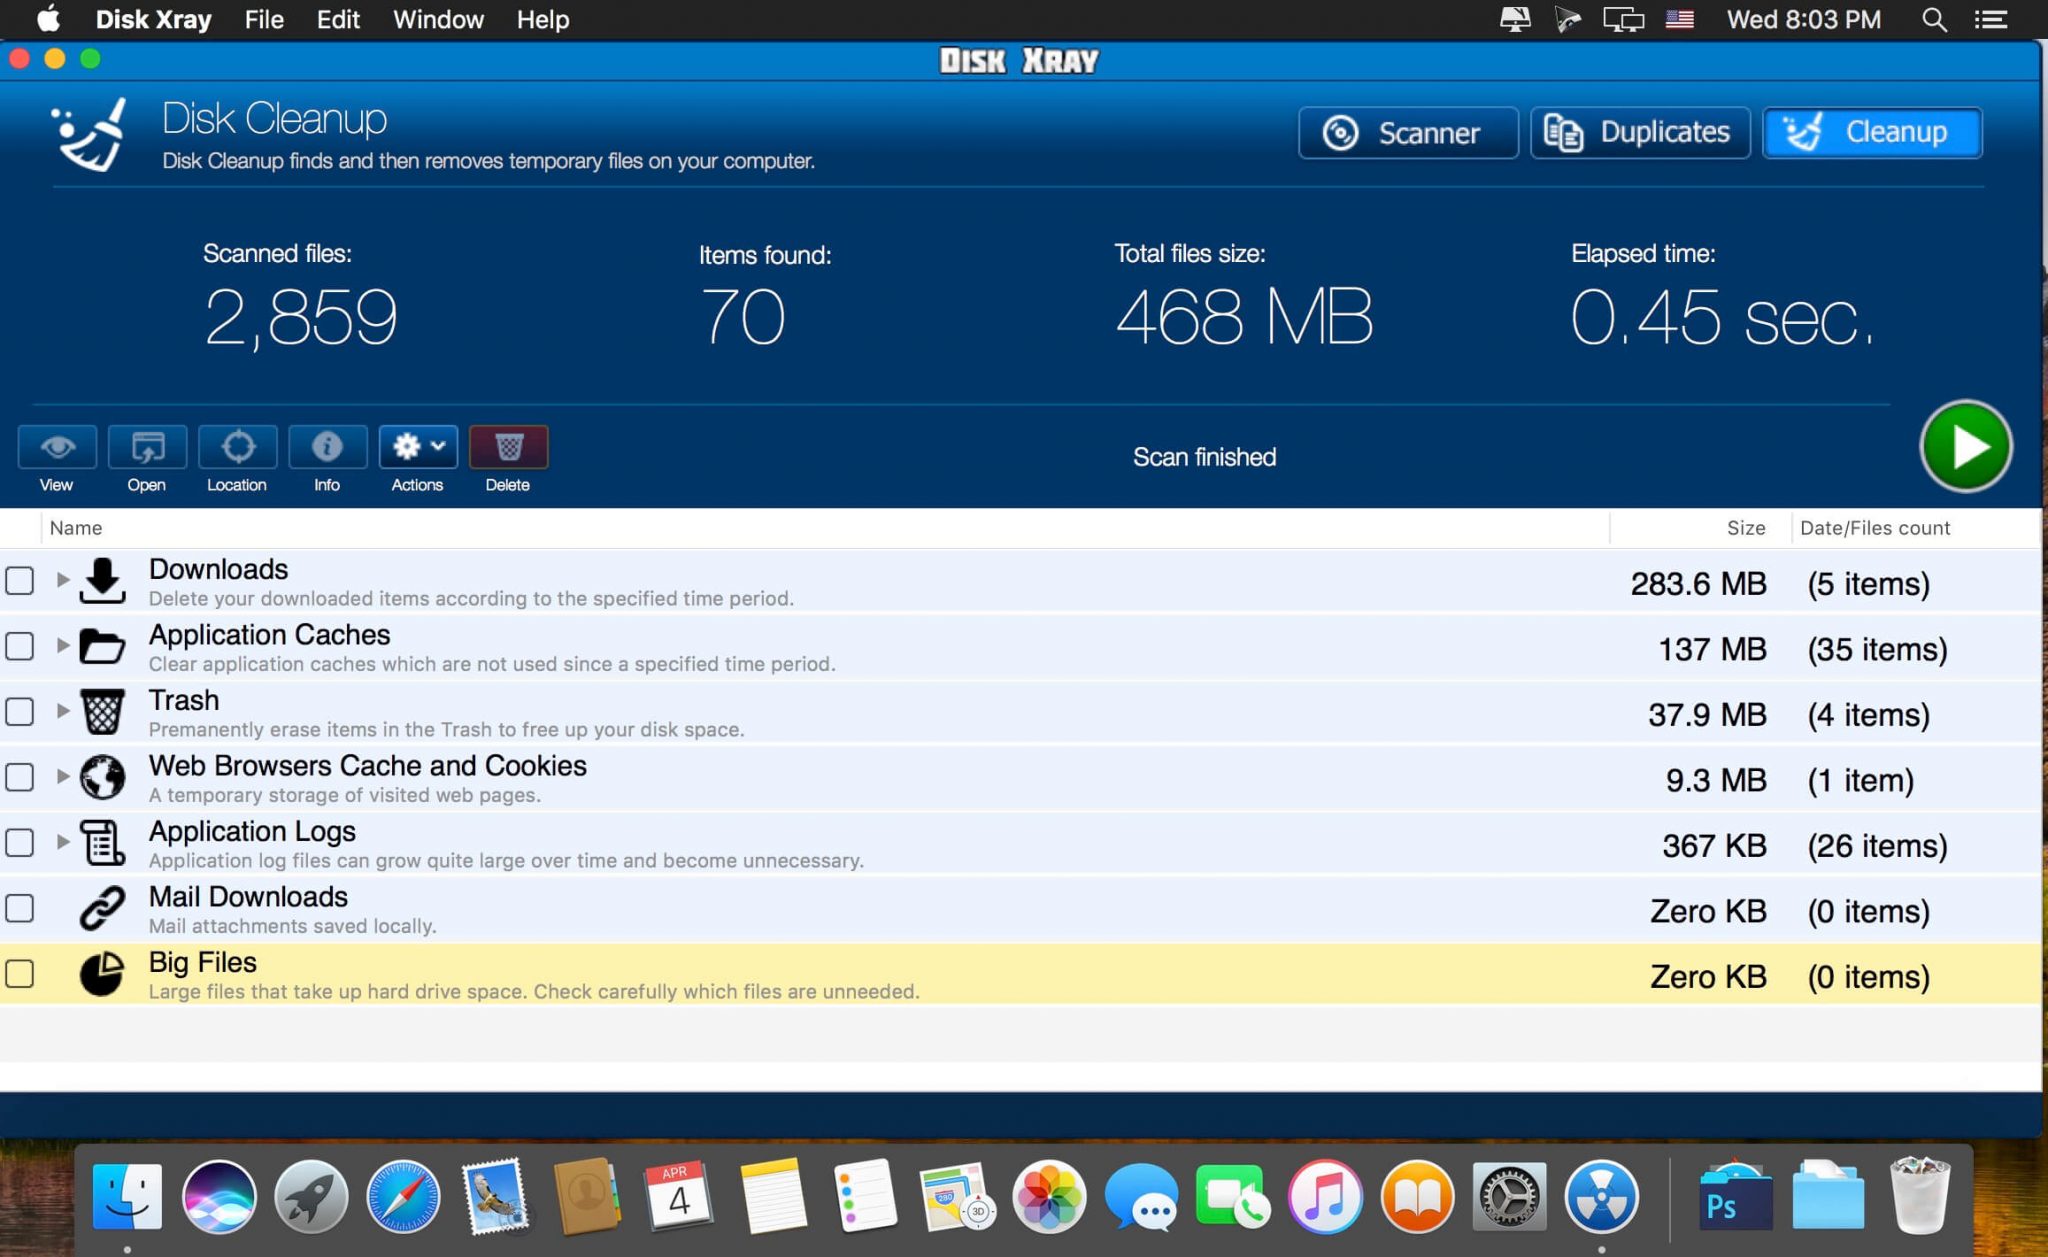 Disk Xray File Edit Window Help Wed 8:03 PM
Disk Xray
Disk Cleanup
Disk Cleanup finds and then removes temporary files on your computer.
Scanner Duplicates Cleanup
Scanned files: Items found: Total files size: Elapsed time:
2,859 70 468 MB 0.45 sec.
View Open Location Info Actions Delete
Scan finished
Name Size Date/Files count
Downloads
Delete your downloaded items according to the specified time period.
283.6 MB (5 items)
Application Caches
Clear application caches which are not used since a specified time period.
137 MB (35 items)
Trash
Premanently erase items in the Trash to free up your disk space.
37.9 MB (4 items)
Web Browsers Cache and Cookies
A temporary storage of visited web pages.
9.3 MB (1 item)
Application Logs
Application log files can grow quite large over time and become unnecessary.
367 KB (26 items)
Mail Downloads
Mail attachments saved locally.
Zero KB (0 items)
Big Files
Large files that take up hard drive space. Check carefully which files are unneeded.
Zero KB (0 items)
APR
4
280
3D
Ps